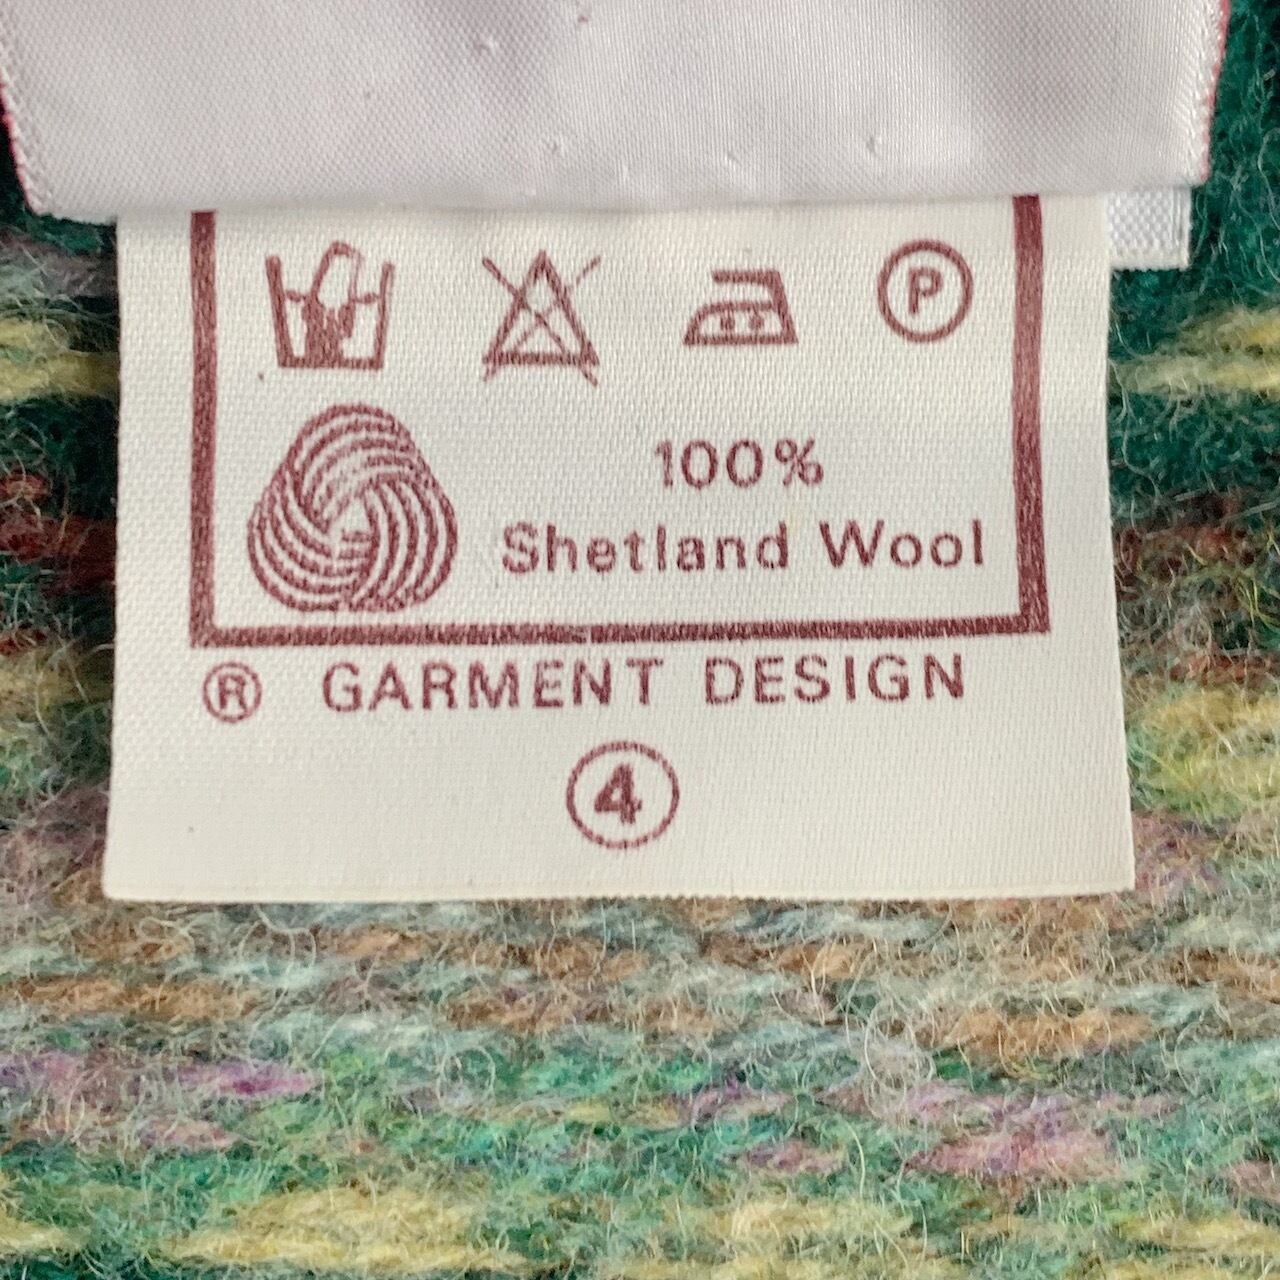 P
100%
Shetland Wool
® GARMENT DESIGN
4